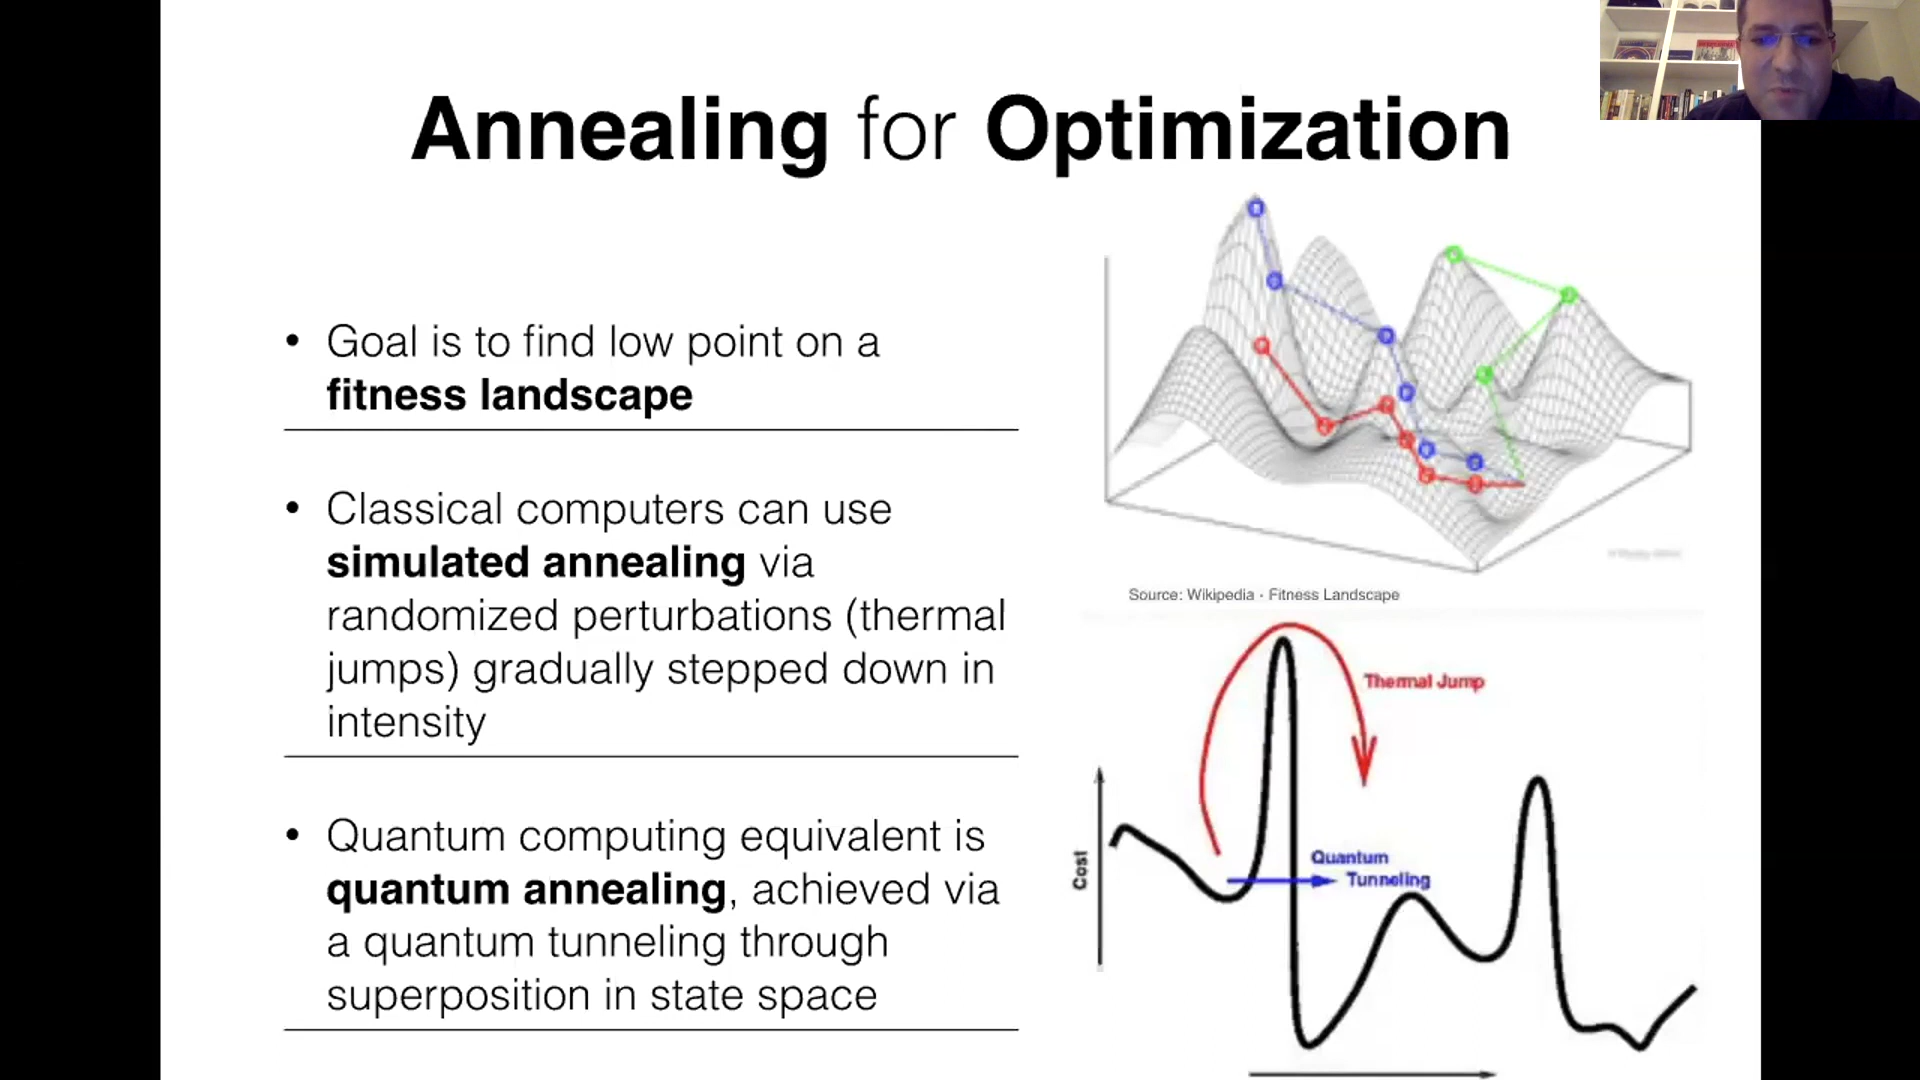 Annealing for Optimization
• Goal is to find low point on a
fitness landscape
• Classical computers can use
simulated annealing via
randomized perturbations (thermal
jumps) gradually stepped down in
intensity
• Quantum computing equivalent is
quantum annealing, achieved via
a quantum tunneling through
superposition in state space
Source: Wikipedia - Fitness Landscape
Thermal Jump
Cost
Quantum
Tunneling